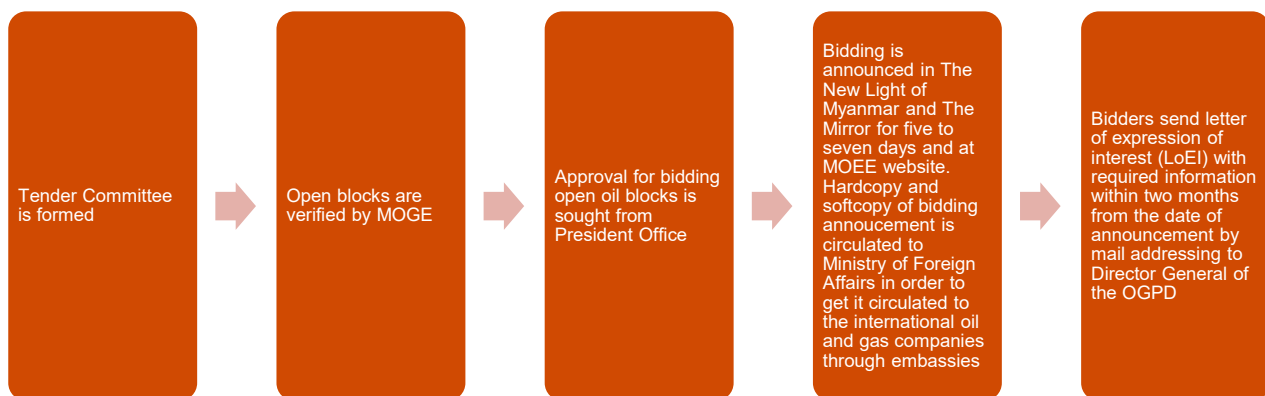 Tender Committee
is formed
Open blocks are
verified by MOGE
Approval for bidding
open oil blocks is
sought from
President Office
Bidding is
announced in The
New Light of
Myanmar and The
Mirror for five to
seven days and at
MOEE website.
Hardcopy and
softcopy of bidding
annoucement is
circulated to
Ministry of Foreign
Affairs in order to
get it circulated to
the international oil
and gas companies
through embassies
Bidders send letter
of expression of
interest (LoEI) with
required information
within two months
from the date of
announcement by
mail addressing to
Director General of
the OGPD